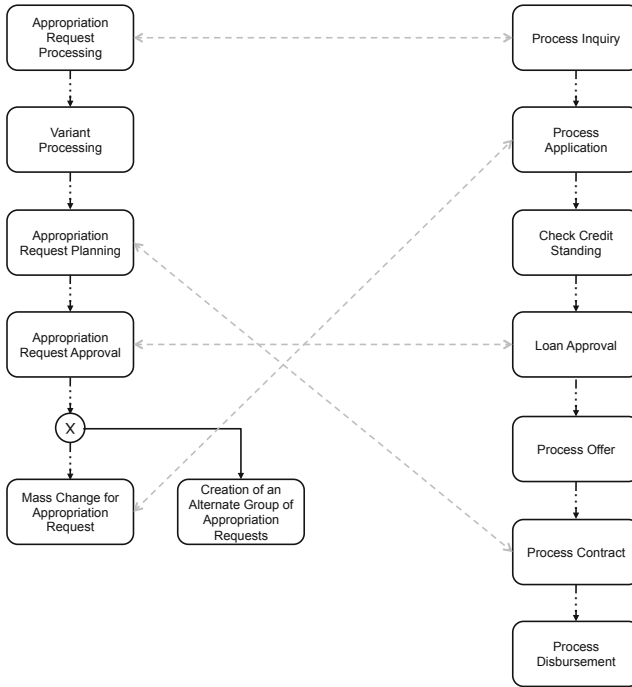 Appropriation
Request
Processing
Variant
Processing
Appropriation
Request Planning
Appropriation
Request Approval
X
Mass Change for
Appropriation
Request
Creation of an
Alternate Group of
Appropriation
Requests
Process Inquiry
Process
Application
Check Credit
Standing
Loan Approval
Process Offer
Process Contract
Process
Disbursement